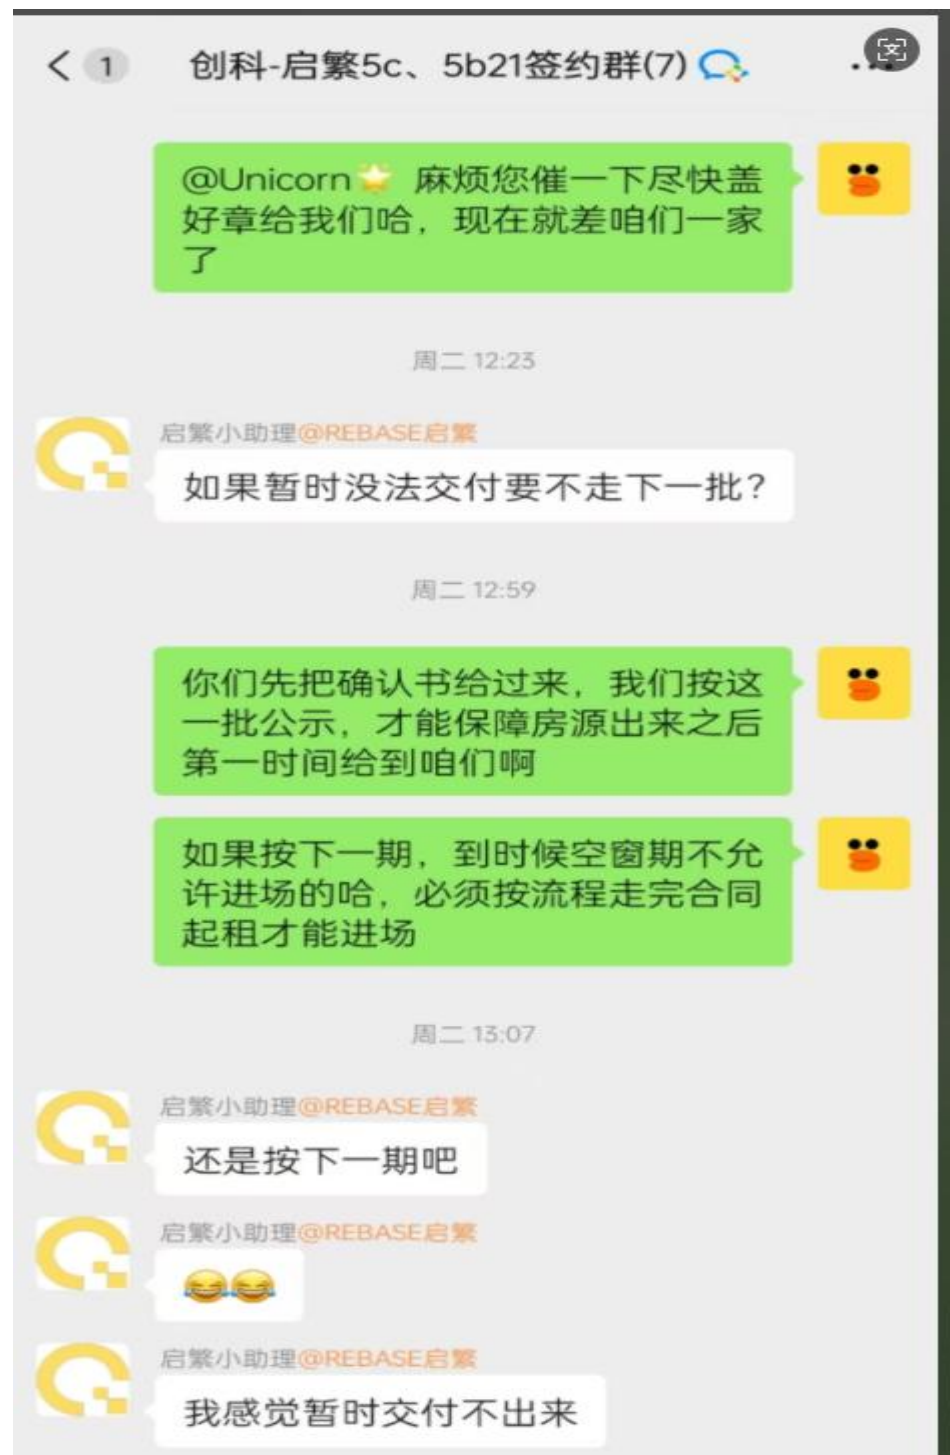 1
创科-启繁5c、5b21签约群(7)
@Unicorn🌟 麻烦您催一下尽快盖
好章给我们哈，现在就差咱们一家
了
周二 12:23
启繁小助理@REBASE启繁
如果暂时没法交付要不走下一批？
周二 12:59
你们先把确认书给过来，我们按这
一批公示，才能保障房源出来之后
第一时间给到咱们啊
如果按下一期，到时候空窗期不允
许进场的哈，必须按流程走完合同
起租才能进场
周二 13:07
启繁小助理@REBASE启繁
还是按下一期吧
启繁小助理@REBASE启繁
😂😂
启繁小助理@REBASE启繁
我感觉暂时交付不出来